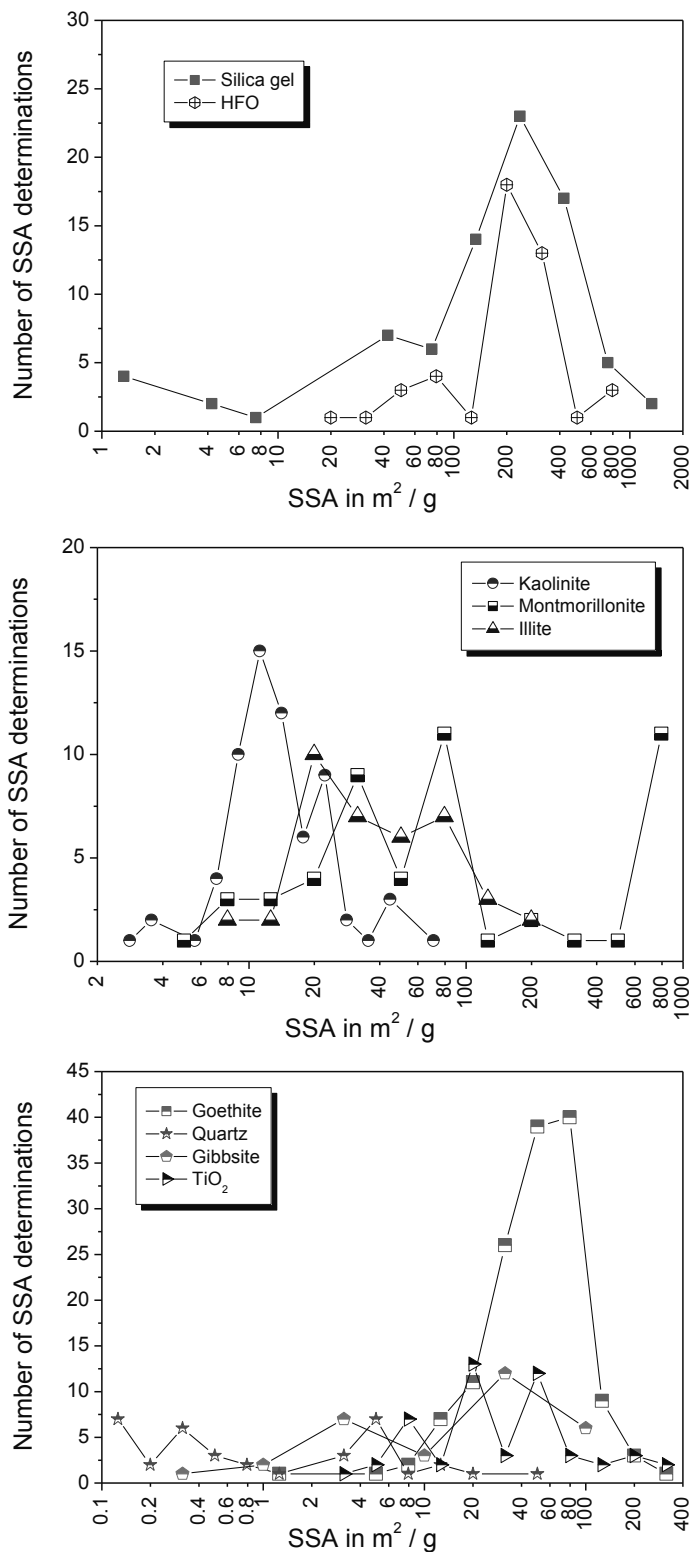 30
25
20
15
10
5
0
Number of SSA determinations
Silica gel
HFO
1 2 4 6 8 10 20 40 60 80 100 200 400 600 800 1000 2000
SSA in m² / g
20
15
10
5
0
Number of SSA determinations
Kaolinite
Montmorillonite
Illite
2 4 6 8 10 20 40 60 80 100 200 400 600 800 1000
SSA in m² / g
45
40
35
30
25
20
15
10
5
0
Number of SSA determinations
Goethite
Quartz
Gibbsite
TiO₂
0.1 0.2 0.4 0.6 0.8 1 2 4 6 8 10 20 40 60 80 100 200 400
SSA in m² / g